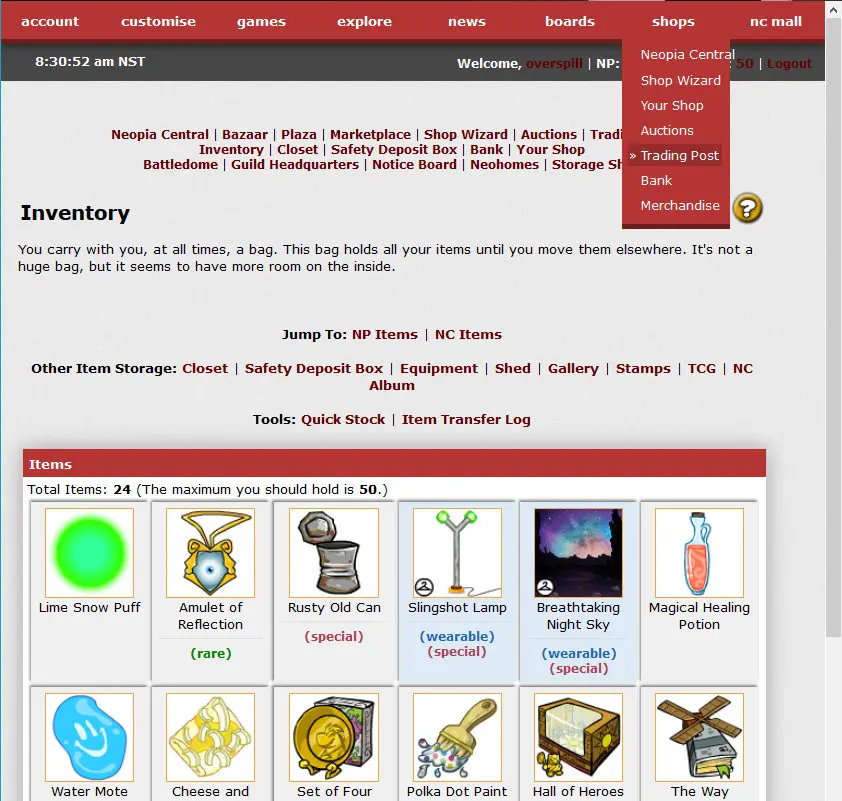 account customise games explore news boards shops nc mall
8:30:52 am NST
Welcome, overspill | NP: 50 | Logout
Neopia Central
Shop Wizard
Your Shop
Auctions
» Trading Post
Bank
Merchandise
Neopia Central | Bazaar | Plaza | Marketplace | Shop Wizard | Auctions |
Inventory | Closet | Safety Deposit Box | Bank | Your Shop
Battledome | Guild Headquarters | Notice Board | Neohomes | Storage
Inventory
You carry with you, at all times, a bag. This bag holds all your items until you move them elsewhere. It's not a
huge bag, but it seems to have more room on the inside.
Jump To: NP Items | NC Items
Other Item Storage: Closet | Safety Deposit Box | Equipment | Shed | Gallery | Stamps | TCG | NC
Album
Tools: Quick Stock | Item Transfer Log
Items
Total Items: 24 (The maximum you should hold is 50.)
Lime Snow Puff
Amulet of
Reflection
(rare)
Rusty Old Can
(special)
Slingshot Lamp
(wearable)
(special)
Breathtaking
Night Sky
(wearable)
(special)
Magical Healing
Potion
Water Mote
Cheese and
Set of Four
Polka Dot Paint
Hall of Heroes
The Way